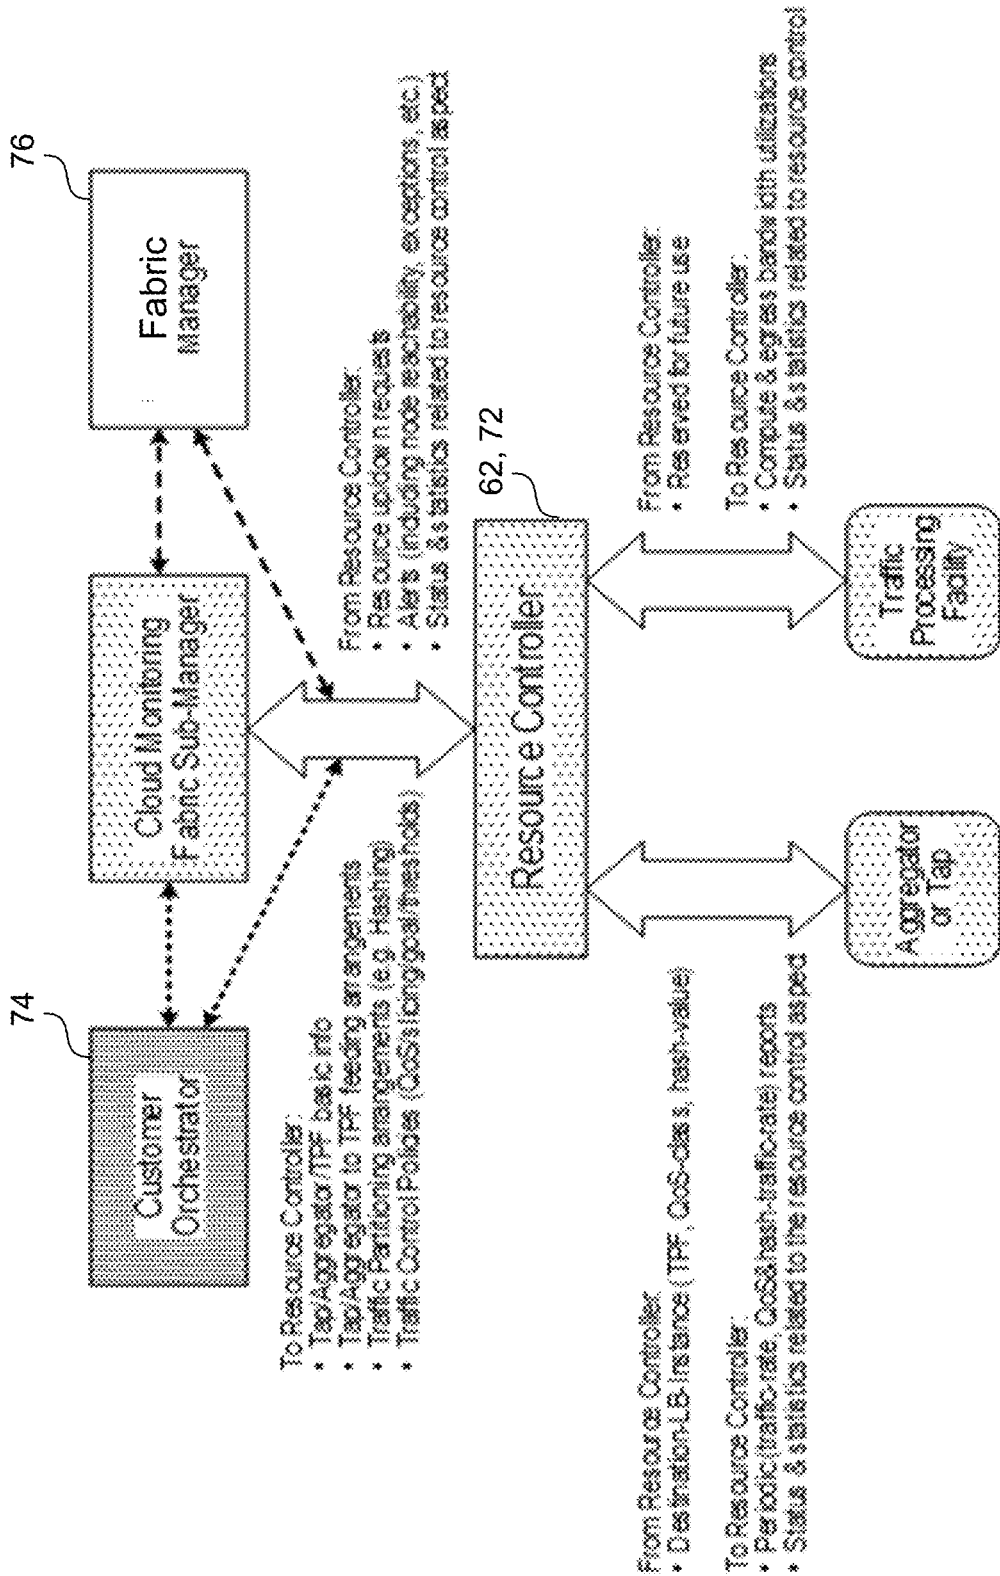 74
Customer
Orchestrator
Cloud Monitoring
Fabric Sub-Manager
76
Fabric
Manager
...
To Resource Controller:
• Tap/Aggregator/TPF basic info
• Tap/Aggregator to TPF feeding arrangements
• Traffic Partitioning arrangements (e.g. Hashing)
• Traffic Control Policies (QoS/slicing/goal/thresholds)
From Resource Controller:
• Resource up/down requests
• Alerts (including node reachability, exceptions, etc.)
• Status & statistics related to resource control aspect
62, 72
Resource Controller
From Resource Controller:
• Destination-LB-Instance (TPF, QoS-class, hash-value)
To Resource Controller:
• Periodic (traffic-rate, QoS&hash-traffic-rate) reports
• Status & statistics related to the resource control aspect
From Resource Controller:
• Reserved for future use
To Resource Controller:
• Compute & egress bandwidth utilizations
• Status & statistics related to resource control
Aggregator
or Tap
Traffic
Processing
Facility